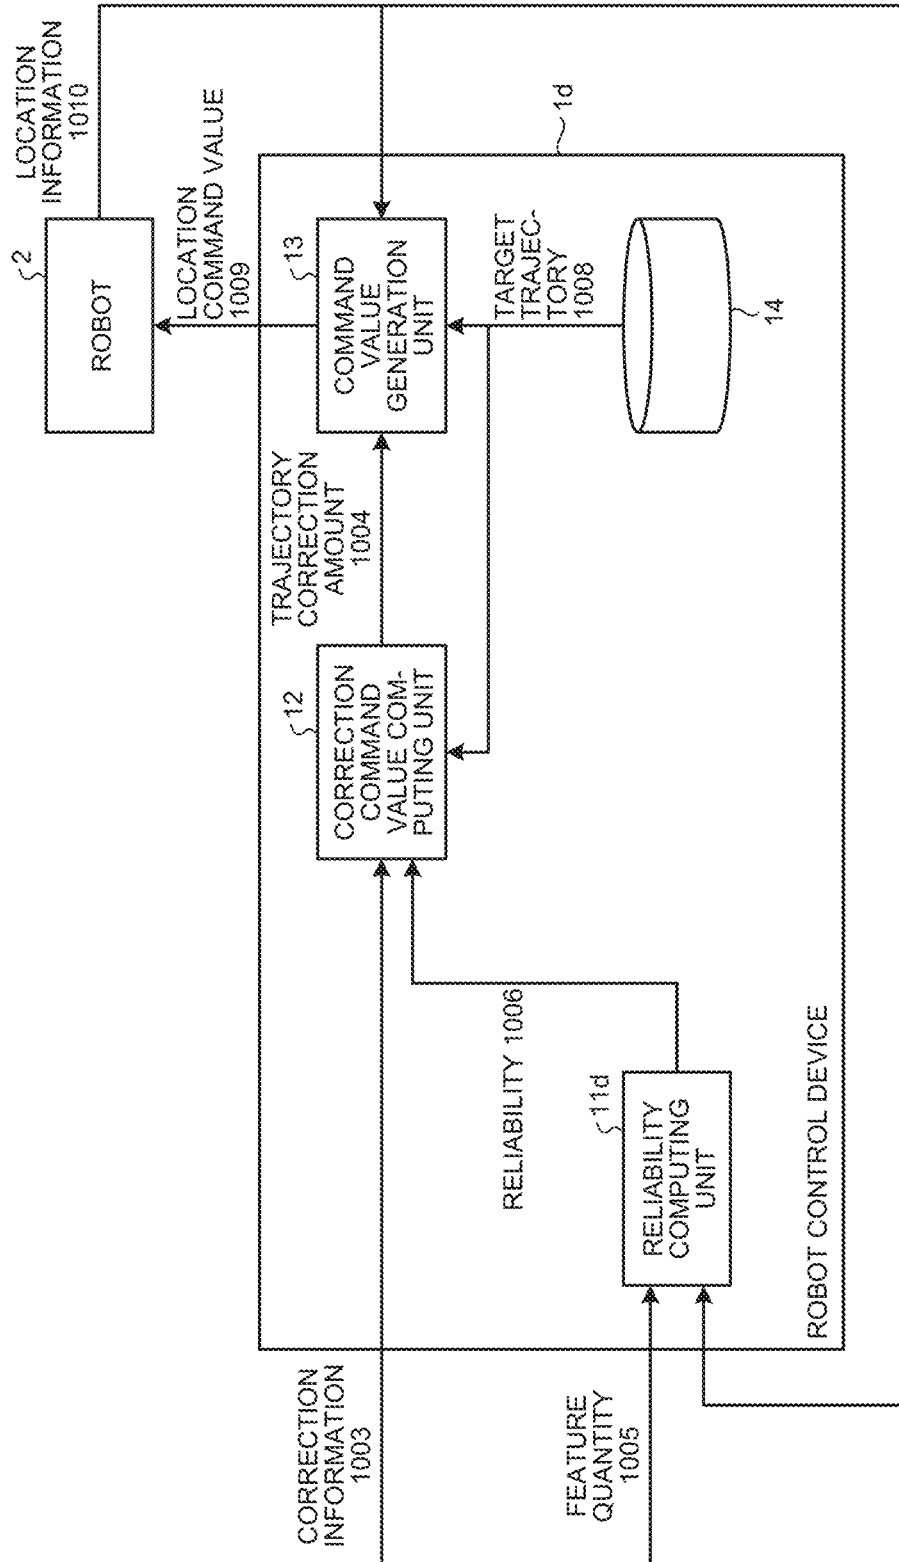 LOCATION
INFORMATION
1010
2
ROBOT
LOCATION
COMMAND VALUE
1009
1d
13
COMMAND
VALUE
GENERATION
UNIT
TARGET
TRAJEC-
TORY
1008
14
TRAJECTORY
CORRECTION
AMOUNT
1004
12
CORRECTION
COMMAND
VALUE COM-
PUTING UNIT
RELIABILITY 1006
11d
RELIABILITY
COMPUTING
UNIT
ROBOT CONTROL DEVICE
CORRECTION
INFORMATION
1003
FEATURE
QUANTITY
1005